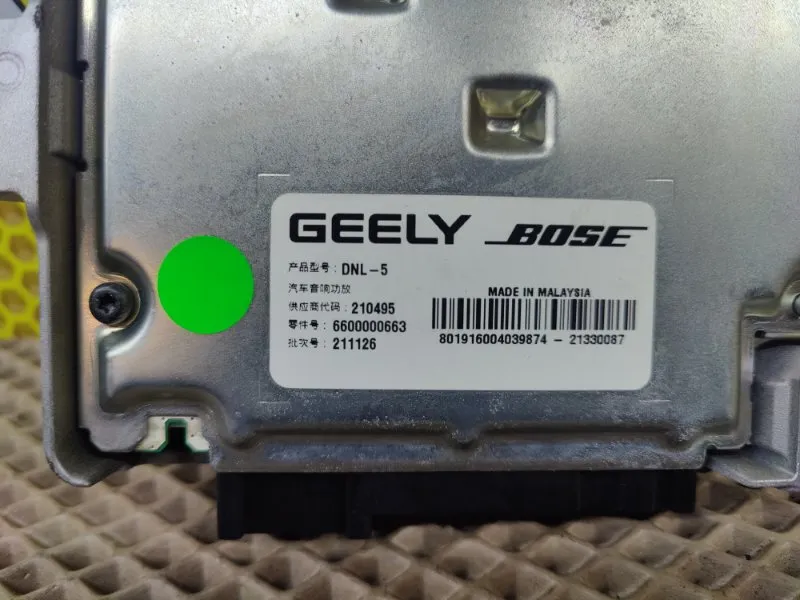 GEELY BOSE
产品型号: DNL-5
汽车音响功放
供应商代码: 210495
零件号: 6600000663
批次号: 211126
MADE IN MALAYSIA
801916004039874 - 21330087